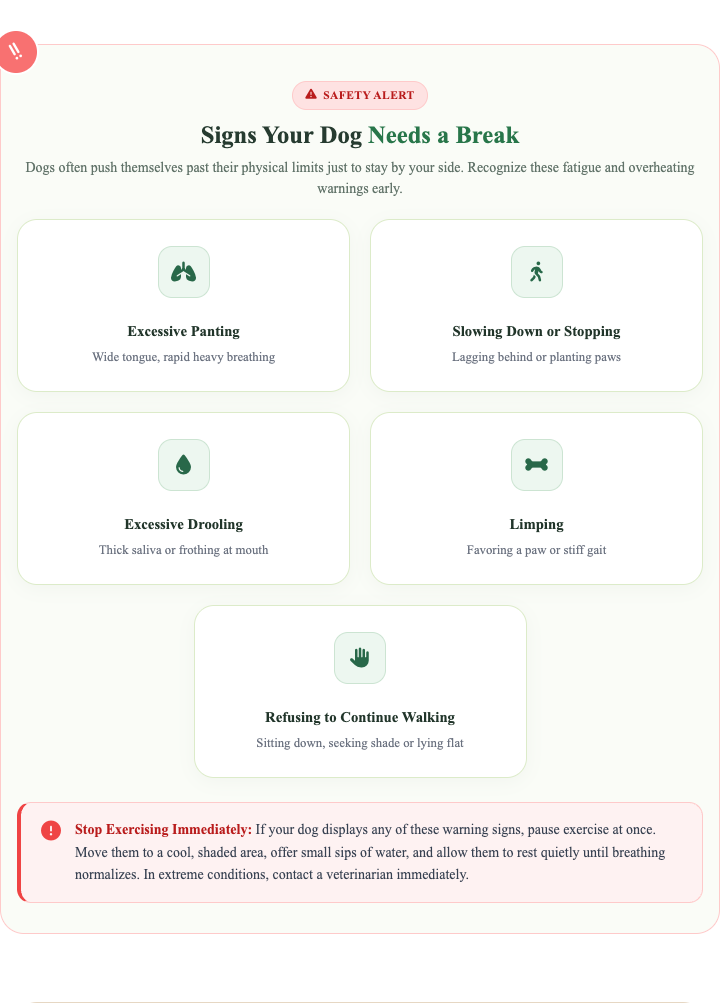 SAFETY ALERT
Signs Your Dog Needs a Break
Dogs often push themselves past their physical limits just to stay by your side. Recognize these fatigue and overheating
warnings early.
Excessive Panting
Wide tongue, rapid heavy breathing
Slowing Down or Stopping
Lagging behind or planting paws
Excessive Drooling
Thick saliva or frothing at mouth
Limping
Favoring a paw or stiff gait
Refusing to Continue Walking
Sitting down, seeking shade or lying flat
Stop Exercising Immediately: If your dog displays any of these warning signs, pause exercise at once.
Move them to a cool, shaded area, offer small sips of water, and allow them to rest quietly until breathing
normalizes. In extreme conditions, contact a veterinarian immediately.